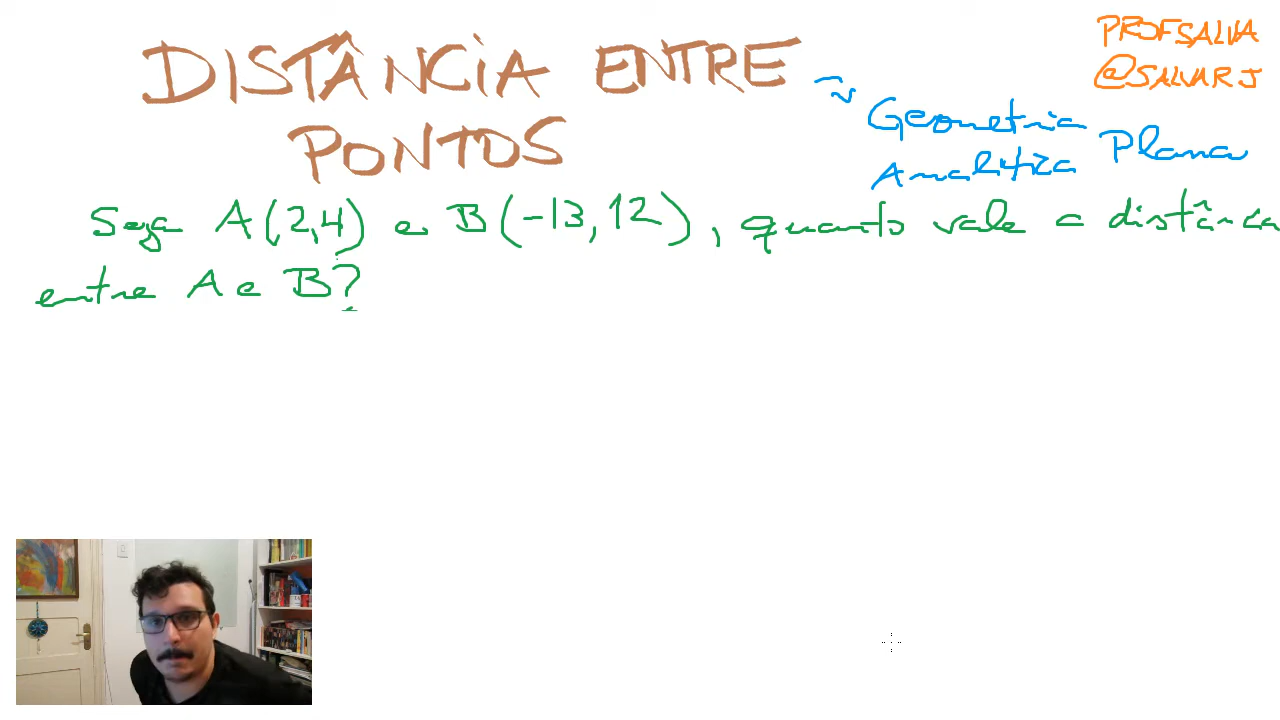 DISTÂNCIA ENTRE
PONTOS
PROFSALVA
@SALVARJ
Geometria
Analítica Plana
Seja A(2,4) e B(-13,12), quanto vale a distância
entre A e B?